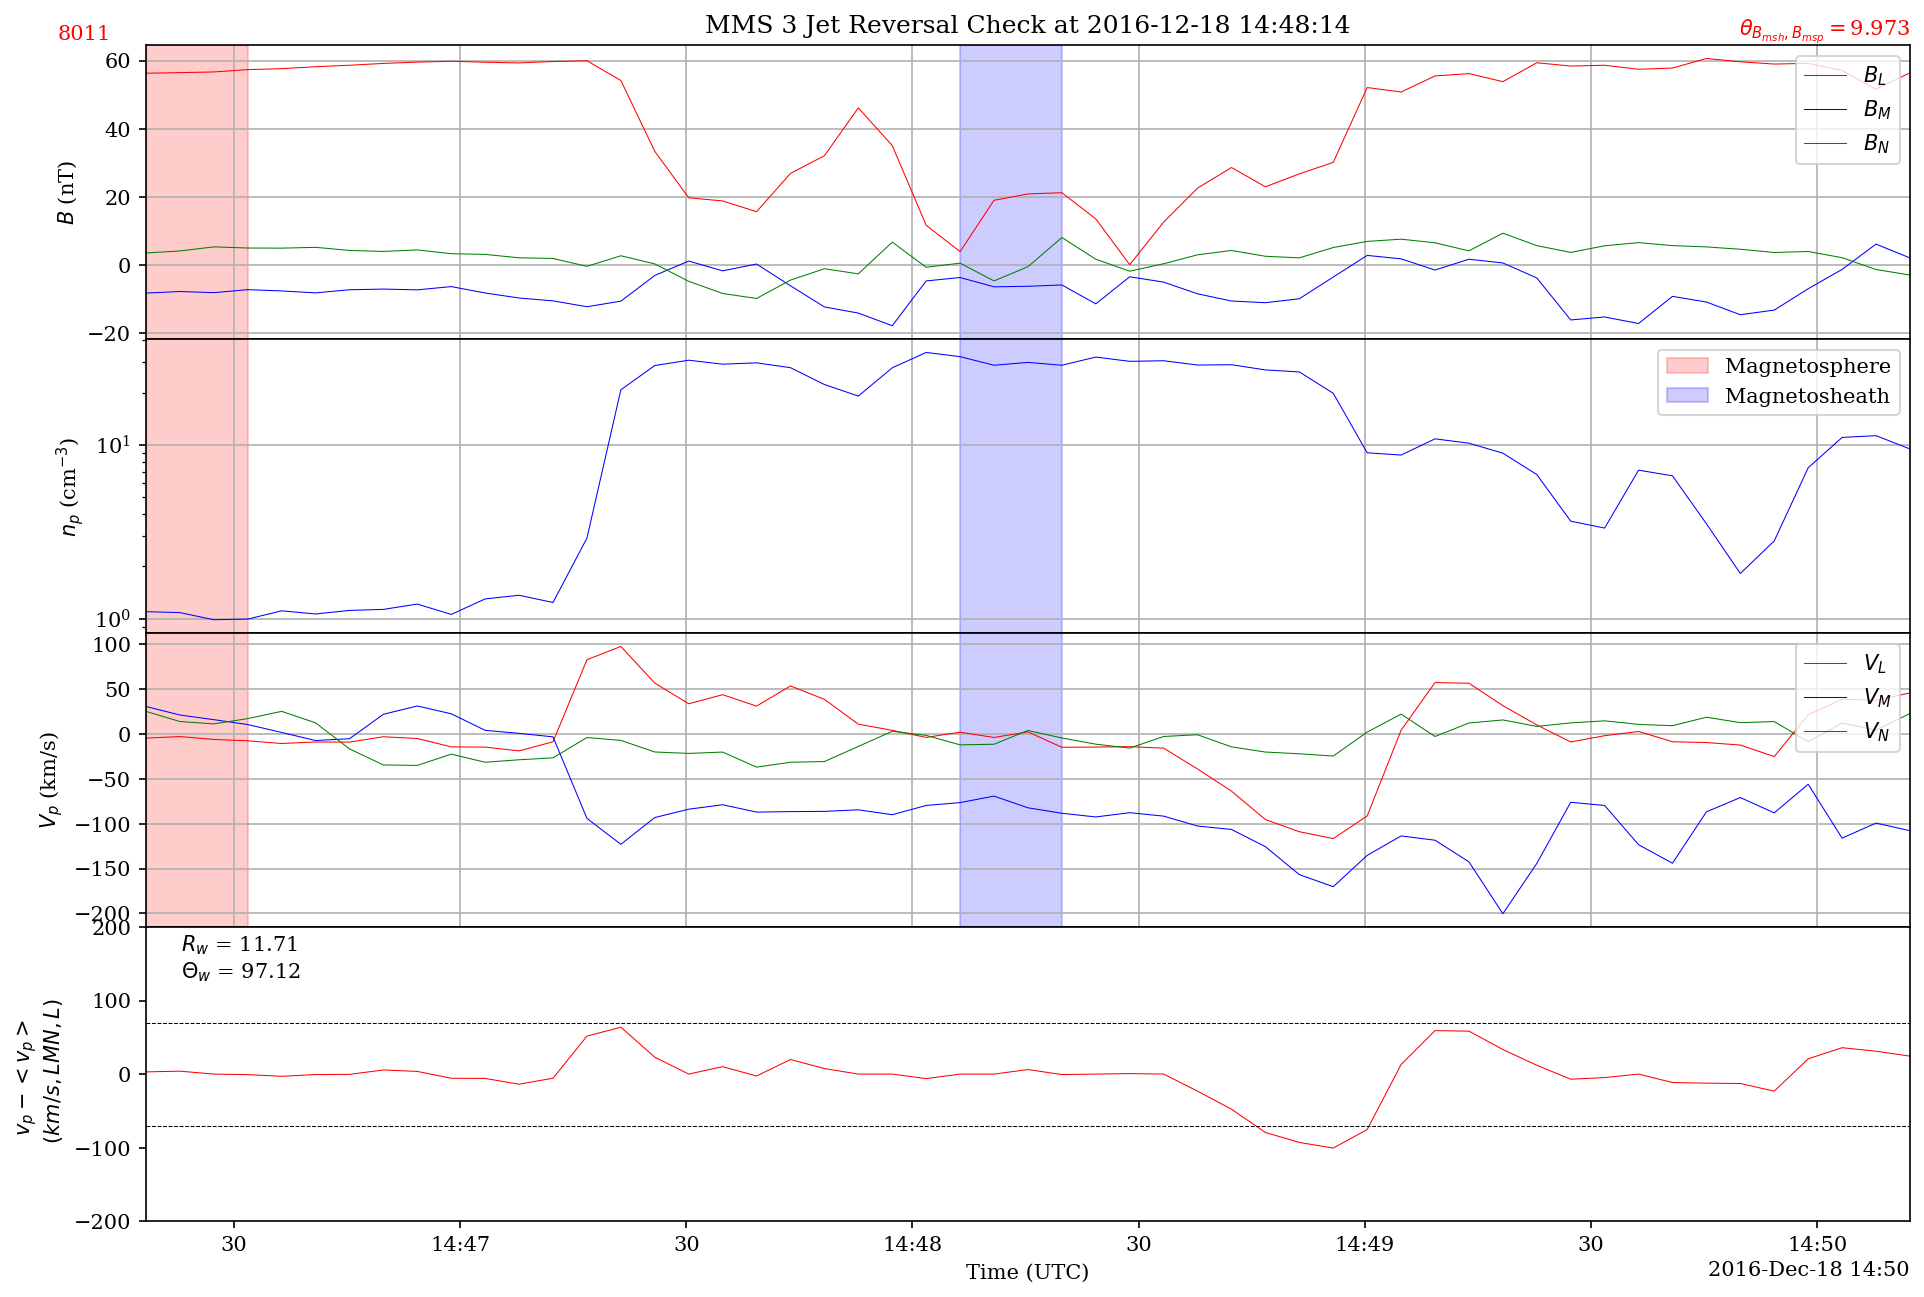 MMS 3 Jet Reversal Check at 2016-12-18 14:48:14
8011
θ_{B_{msh}, B_{msp}} = 9.973
60
40
20
0
−20
B (nT)
B_L
B_M
B_N
10^1
10^0
n_p (cm^{−3})
Magnetosphere
Magnetosheath
100
50
0
−50
−100
−150
−200
V_p (km/s)
V_L
V_M
V_N
200
100
0
−100
−200
v_p − < v_p >
(km/s, LMN, L)
R_w = 11.71
Θ_w = 97.12
30
14:47
30
14:48
30
14:49
30
14:50
Time (UTC)
2016-Dec-18 14:50